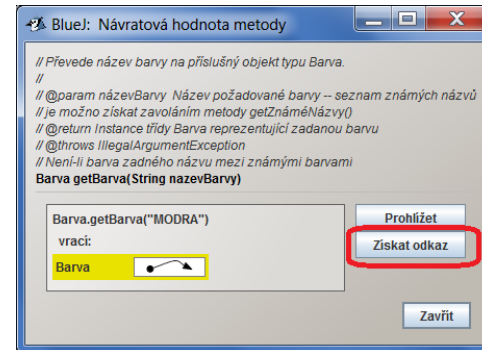 BlueJ: Návratová hodnota metody
// Převede název barvy na příslušný objekt typu Barva.
//
// @param názevBarvy Název požadované barvy -- seznam známých názvů
// je možno získat zavoláním metody getZnáméNázvy()
// @return Instance třídy Barva reprezentující zadanou barvu
// @throws IllegalArgumentException
// Není-li barva zadného názvu mezi známými barvami
Barva getBarva(String nazevBarvy)
Barva.getBarva("MODRA")
vrací:
Barva
Prohlížet
Získat odkaz
Zavřít